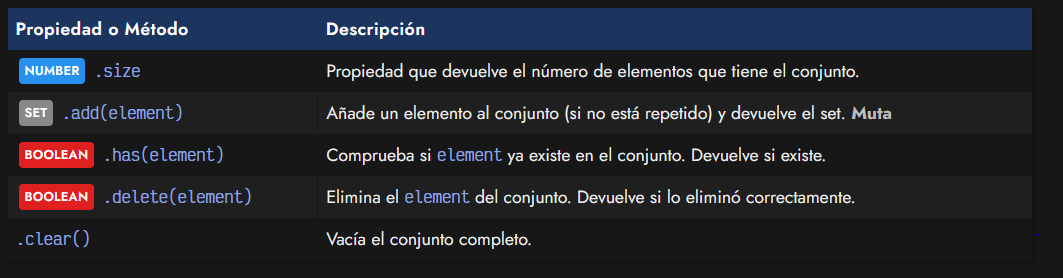 Propiedad o Método Descripción
NUMBER .size Propiedad que devuelve el número de elementos que tiene el conjunto.
SET .add(element) Añade un elemento al conjunto (si no está repetido) y devuelve el set. Muta
BOOLEAN .has(element) Comprueba si element ya existe en el conjunto. Devuelve si existe.
BOOLEAN .delete(element) Elimina el element del conjunto. Devuelve si lo eliminó correctamente.
.clear() Vacía el conjunto completo.